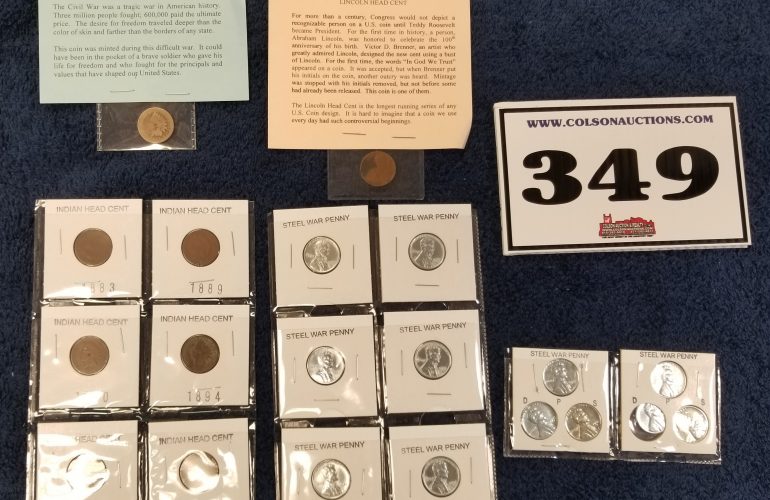 The Civil War was a tragic war in American history.
Three million people fought; 600,000 paid the ultimate
price. The desire for freedom traveled deeper than the
color of skin and farther than the borders of any state.
This coin was minted during this difficult war. It could
have been in the pocket of a brave soldier who gave his
life for freedom and who fought for the principals and
values that have shaped our United States.
LINCOLN HEAD CENT
For more than a century, Congress would not depict a
recognizable person on a U.S. coin until Teddy Roosevelt
became President. For the first time in history, a person,
Abraham Lincoln, was honored to celebrate the 100th
anniversary of his birth. Victor D. Brenner, an artist who
greatly admired Lincoln, designed the new cent using a bust
of Lincoln. For the first time, the words "In God We Trust"
appeared on a coin. It was accepted, but when Bronner put
his initials on the coin, another outcry was heard. Mintage
was stopped with his initials removed, but not before some
had already been released. This coin is one of them.
The Lincoln Head Cent is the longest running series of any
U.S. Coin design. It is hard to imagine that a coin we use
every day had such controversial beginnings.
WWW.COLSONAUCTIONS.COM
349
COLSON AUCTION & REALTY
INDIAN HEAD CENT
1883
INDIAN HEAD CENT
1889
INDIAN HEAD CENT
INDIAN HEAD CENT
1894
INDIAN HEAD CENT
INDIAN HEAD CENT
STEEL WAR PENNY
STEEL WAR PENNY
STEEL WAR PENNY
STEEL WAR PENNY
STEEL WAR PENNY
STEEL WAR PENNY
STEEL WAR PENNY
D P S
STEEL WAR PENNY
D P S